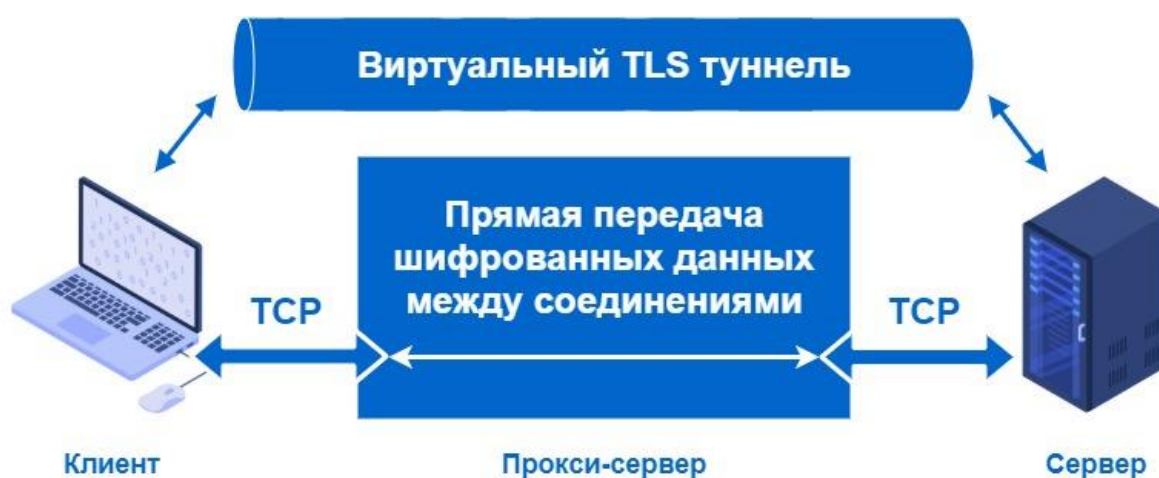 Виртуальный TLS туннель
Прямая передача
шифрованных данных
между соединениями
TCP
TCP
Клиент
Прокси-сервер
Сервер